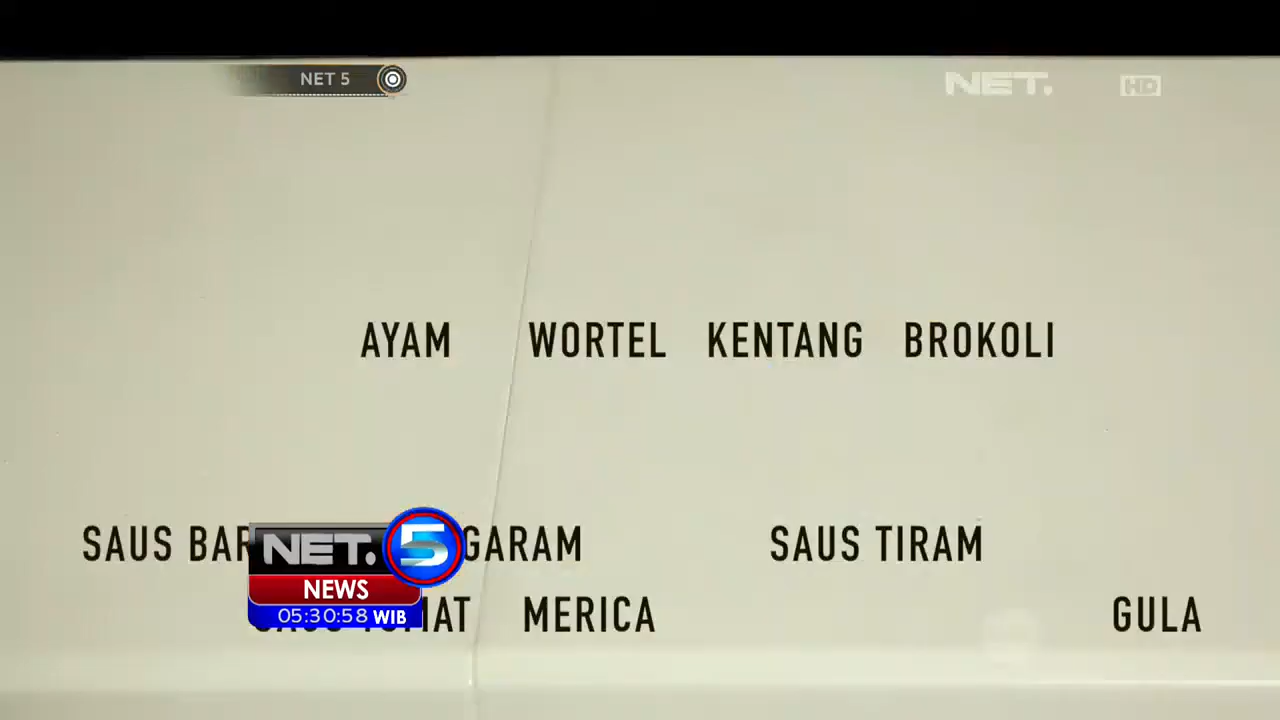 NET 5
NET. HD
AYAM WORTEL KENTANG BROKOLI
SAUS GARAM SAUS TIRAM
NET. 5
NEWS
05:30:58 WIB
MERICA GULA